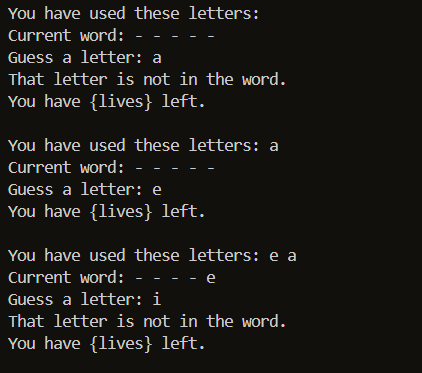 You have used these letters:
Current word: - - - - -
Guess a letter: a
That letter is not in the word.
You have {lives} left.
You have used these letters: a
Current word: - - - - -
Guess a letter: e
You have {lives} left.
You have used these letters: e a
Current word: - - - - e
Guess a letter: i
That letter is not in the word.
You have {lives} left.